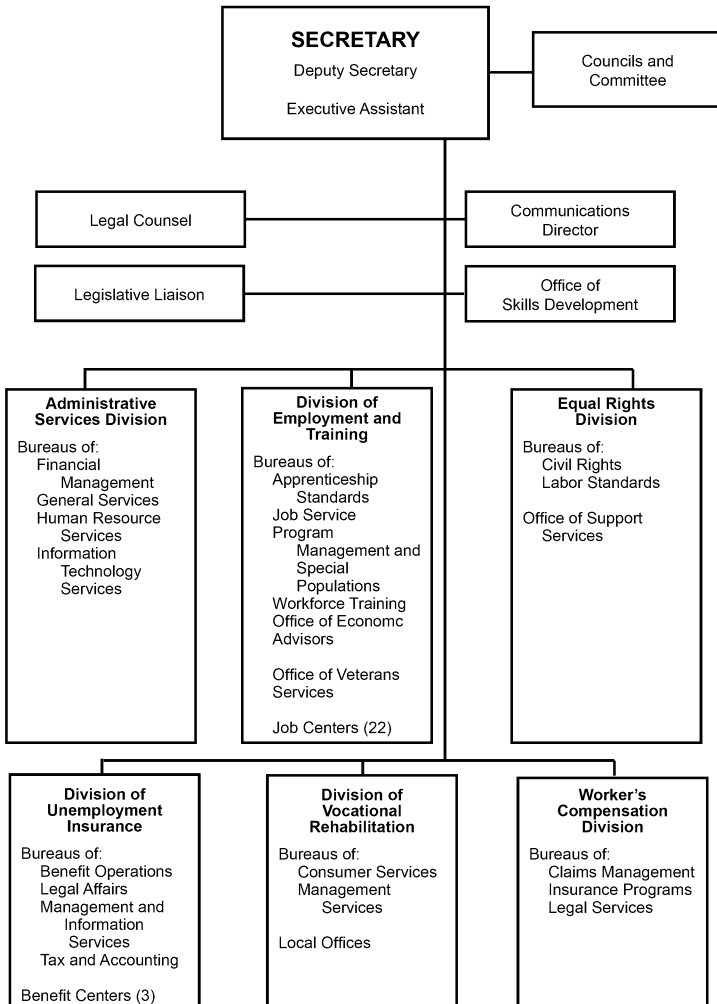 SECRETARY
Deputy Secretary
Executive Assistant
Councils and
Committee
Legal Counsel
Communications
Director
Legislative Liaison
Office of
Skills Development
Administrative
Services Division
Bureaus of:
Financial
Management
General Services
Human Resource
Services
Information
Technology
Services
Division of
Employment and
Training
Bureaus of:
Apprenticeship
Standards
Job Service
Program
Management and
Special
Populations
Workforce Training
Office of Economc
Advisors
Office of Veterans
Services
Job Centers (22)
Equal Rights
Division
Bureaus of:
Civil Rights
Labor Standards
Office of Support
Services
Division of
Unemployment
Insurance
Bureaus of:
Benefit Operations
Legal Affairs
Management and
Information
Services
Tax and Accounting
Benefit Centers (3)
Division of
Vocational
Rehabilitation
Bureaus of:
Consumer Services
Management
Services
Local Offices
Worker's
Compensation
Division
Bureaus of:
Claims Management
Insurance Programs
Legal Services